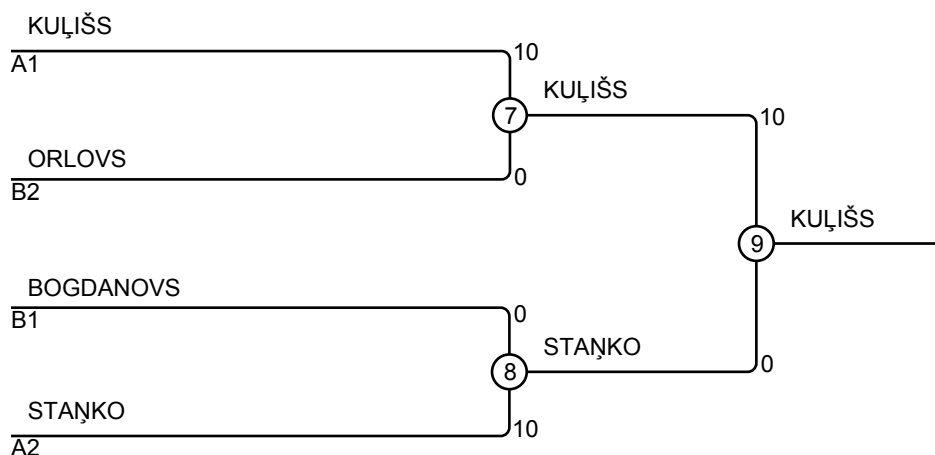 KUĻIŠS
A1
10
7
KUĻIŠS
10
ORLOVS
B2
0
9
KUĻIŠS
BOGDANOVS
B1
0
8
STAŅKO
0
STAŅKO
A2
10